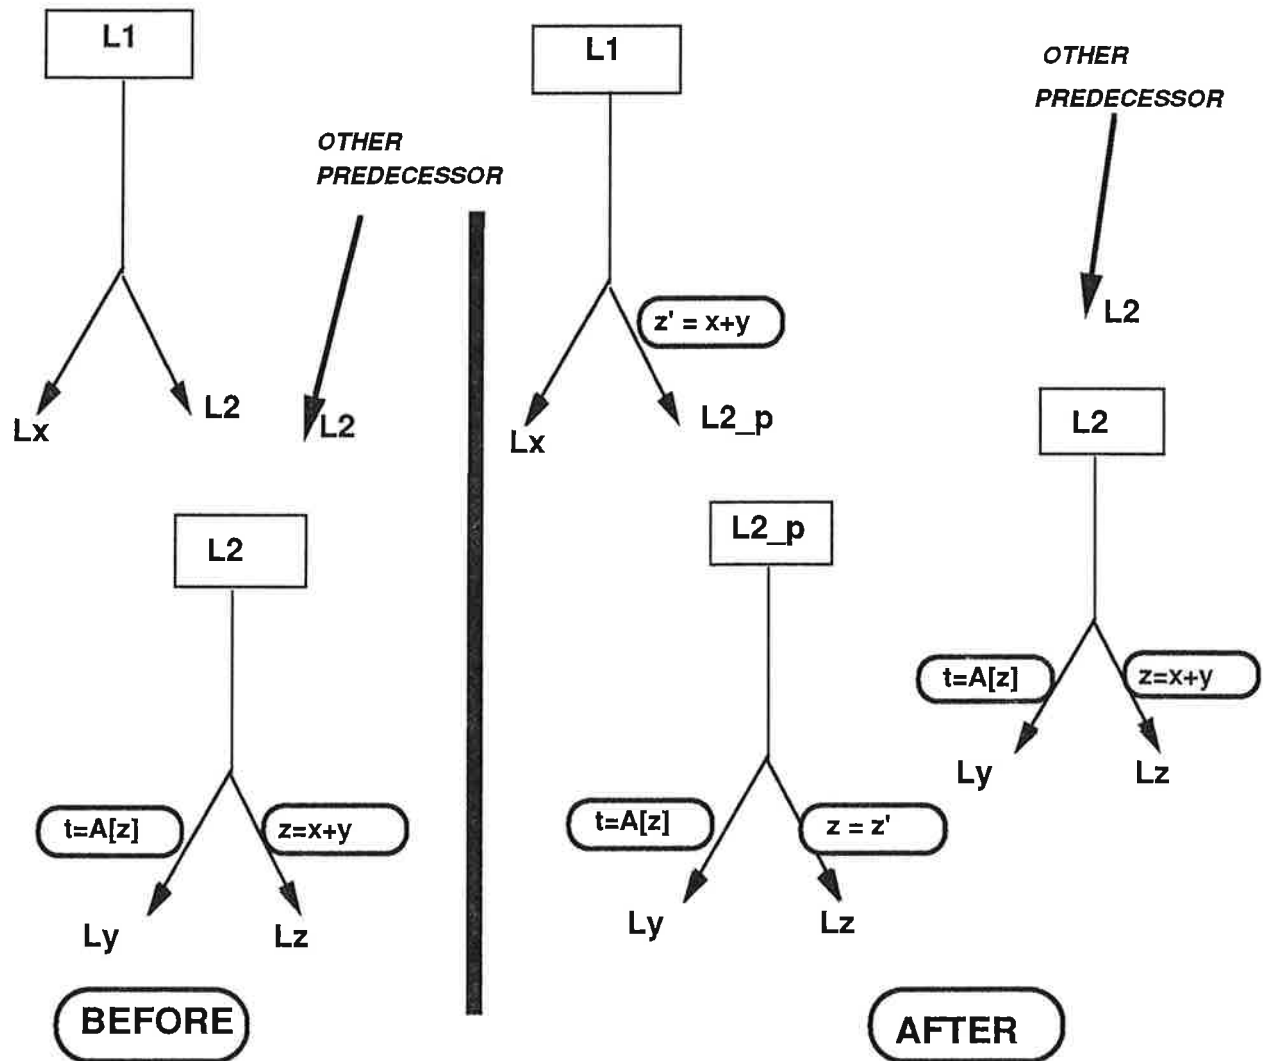 L1
OTHER
PREDECESSOR
Lx
L2
L2
L2
t=A[z]
z=x+y
Ly
Lz
BEFORE
L1
OTHER
PREDECESSOR
z' = x+y
L2
Lx
L2_p
L2
L2_p
t=A[z]
z=x+y
Ly
Lz
t=A[z]
z = z'
Ly
Lz
AFTER